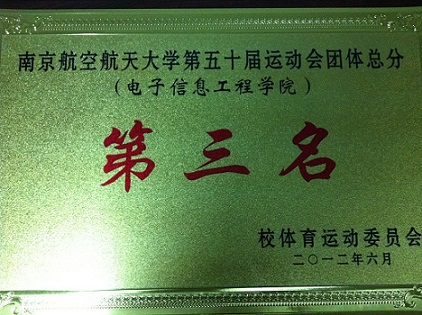 南京航空航天大学第五十届运动会团体总分
(电子信息工程学院)
第三名
校体育运动委员会
二〇一二年六月